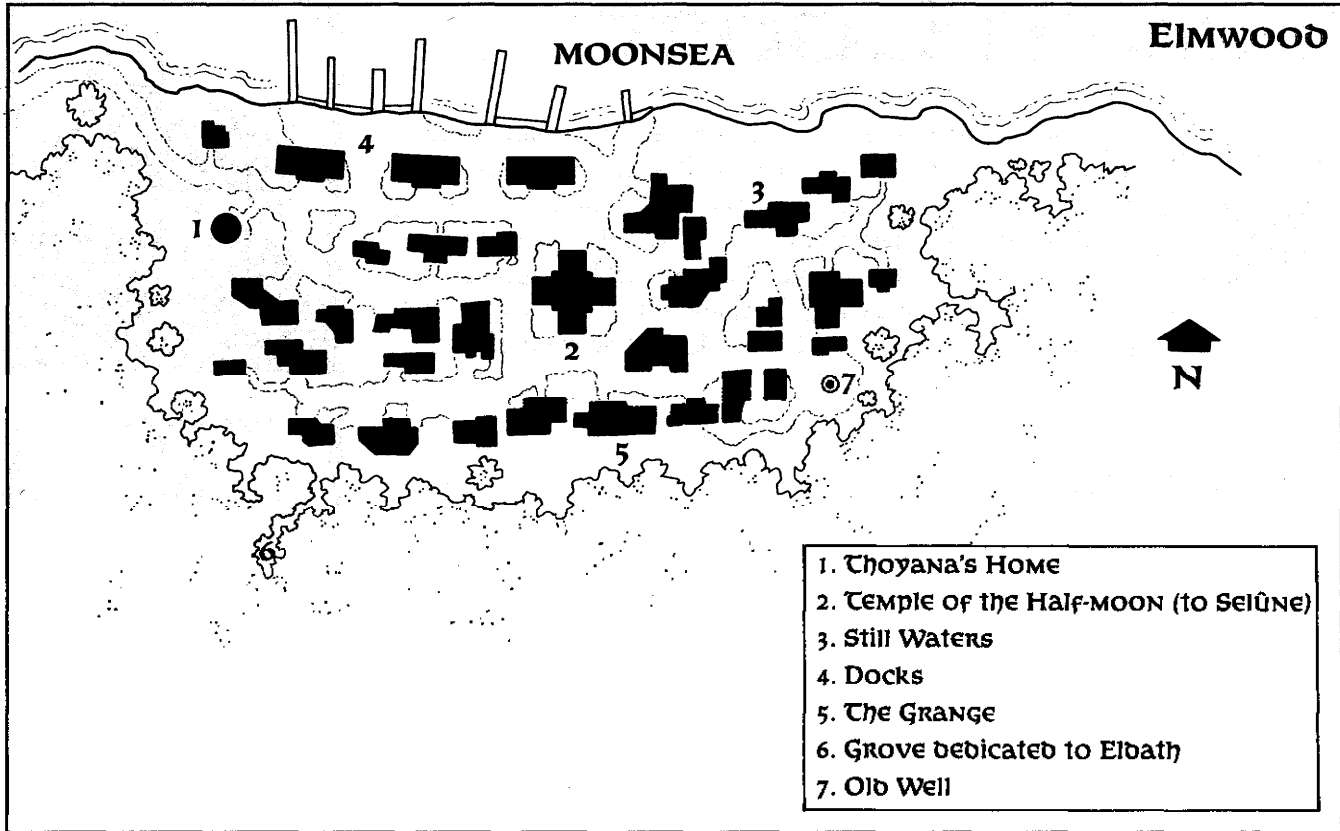 Elmwood
MOONSEA
4
3
1
2
7
N
5
6
1. Thoyana's Home
2. Temple of the Half-Moon (to Selûne)
3. Still Waters
4. Docks
5. The Grange
6. Grove dedicated to Eldath
7. Old Well